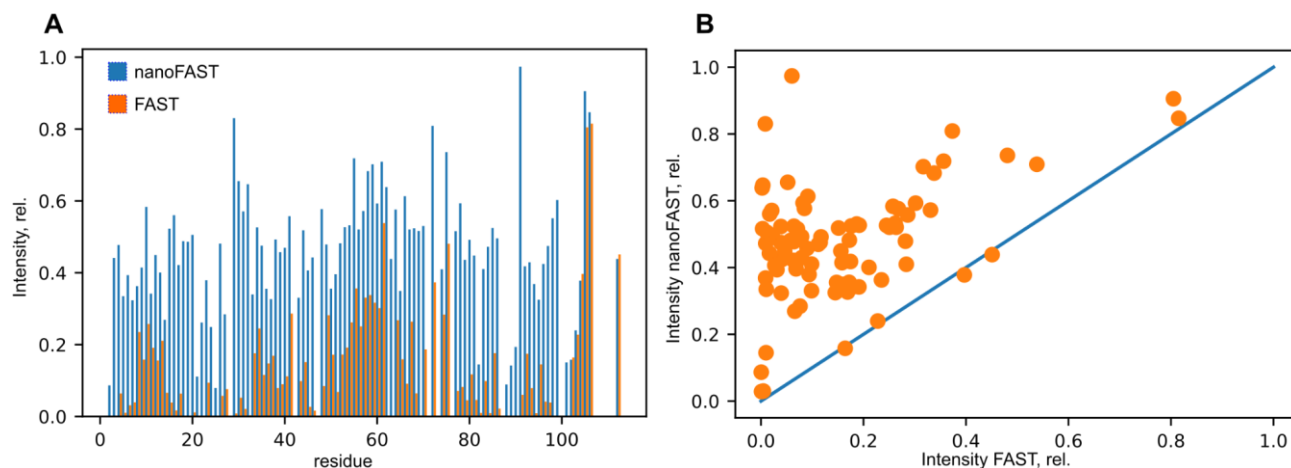 A
Intensity, rel.
1.0
0.8
0.6
0.4
0.2
0.0
nanoFAST
FAST
0 20 40 60 80 100
residue
B
Intensity nanoFAST, rel.
1.0
0.8
0.6
0.4
0.2
0.0
0.0 0.2 0.4 0.6 0.8 1.0
Intensity FAST, rel.